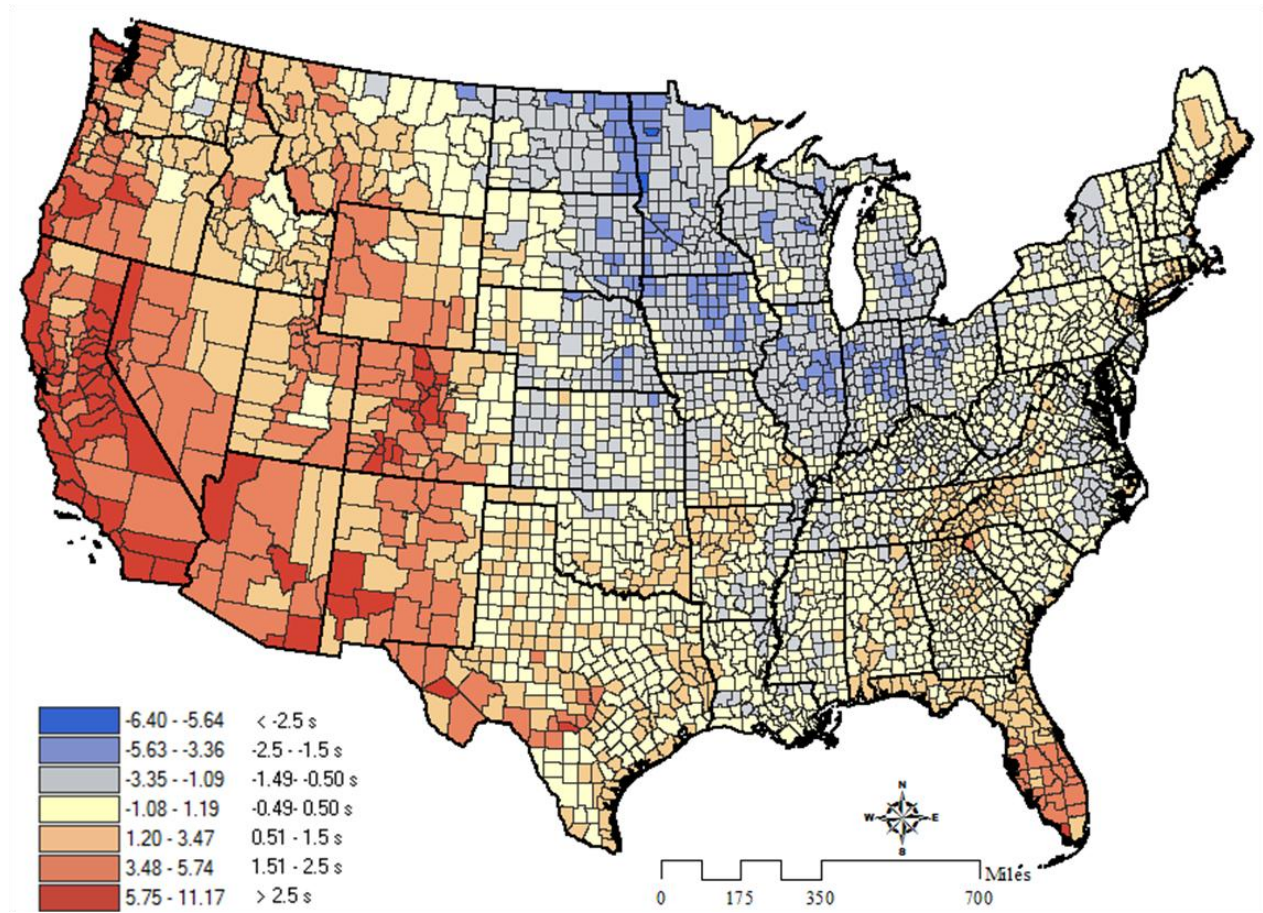 -6.40 - -5.64 < -2.5 s
-5.63 - -3.36 -2.5 - -1.5 s
-3.35 - -1.09 -1.49- -0.50 s
-1.08 - 1.19 -0.49- 0.50 s
1.20 - 3.47 0.51 - 1.5 s
3.48 - 5.74 1.51 - 2.5 s
5.75 - 11.17 > 2.5 s
N
W E
S
Miles
0 175 350 700